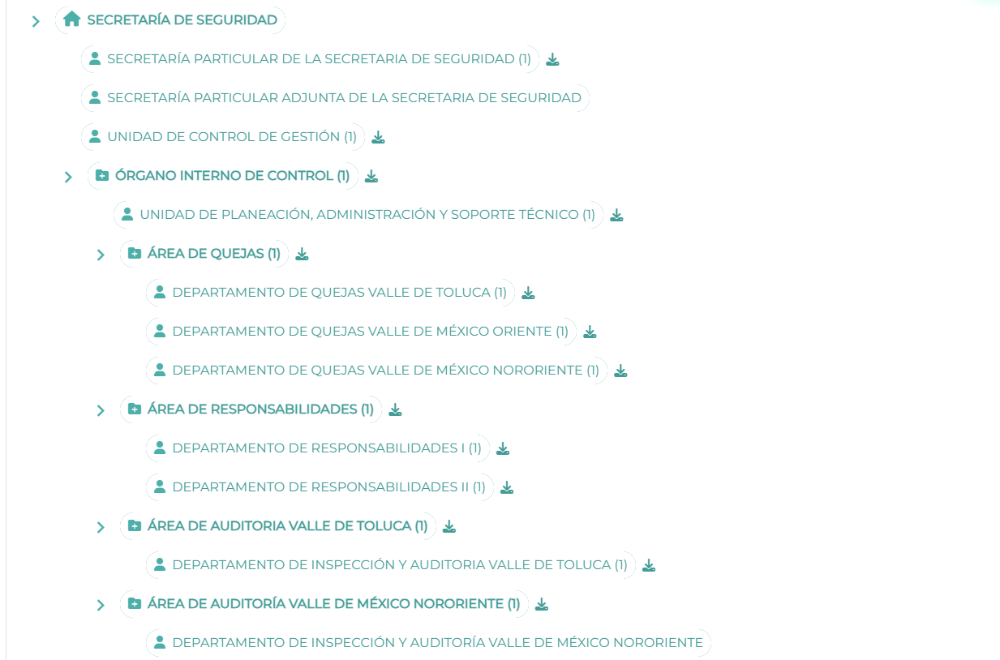 SECRETARÍA DE SEGURIDAD
SECRETARÍA PARTICULAR DE LA SECRETARIA DE SEGURIDAD (1)
SECRETARÍA PARTICULAR ADJUNTA DE LA SECRETARIA DE SEGURIDAD
UNIDAD DE CONTROL DE GESTIÓN (1)
ÓRGANO INTERNO DE CONTROL (1)
UNIDAD DE PLANEACIÓN, ADMINISTRACIÓN Y SOPORTE TÉCNICO (1)
ÁREA DE QUEJAS (1)
DEPARTAMENTO DE QUEJAS VALLE DE TOLUCA (1)
DEPARTAMENTO DE QUEJAS VALLE DE MÉXICO ORIENTE (1)
DEPARTAMENTO DE QUEJAS VALLE DE MÉXICO NORORIENTE (1)
ÁREA DE RESPONSABILIDADES (1)
DEPARTAMENTO DE RESPONSABILIDADES I (1)
DEPARTAMENTO DE RESPONSABILIDADES II (1)
ÁREA DE AUDITORIA VALLE DE TOLUCA (1)
DEPARTAMENTO DE INSPECCIÓN Y AUDITORIA VALLE DE TOLUCA (1)
ÁREA DE AUDITORÍA VALLE DE MÉXICO NORORIENTE (1)
DEPARTAMENTO DE INSPECCIÓN Y AUDITORÍA VALLE DE MÉXICO NORORIENTE